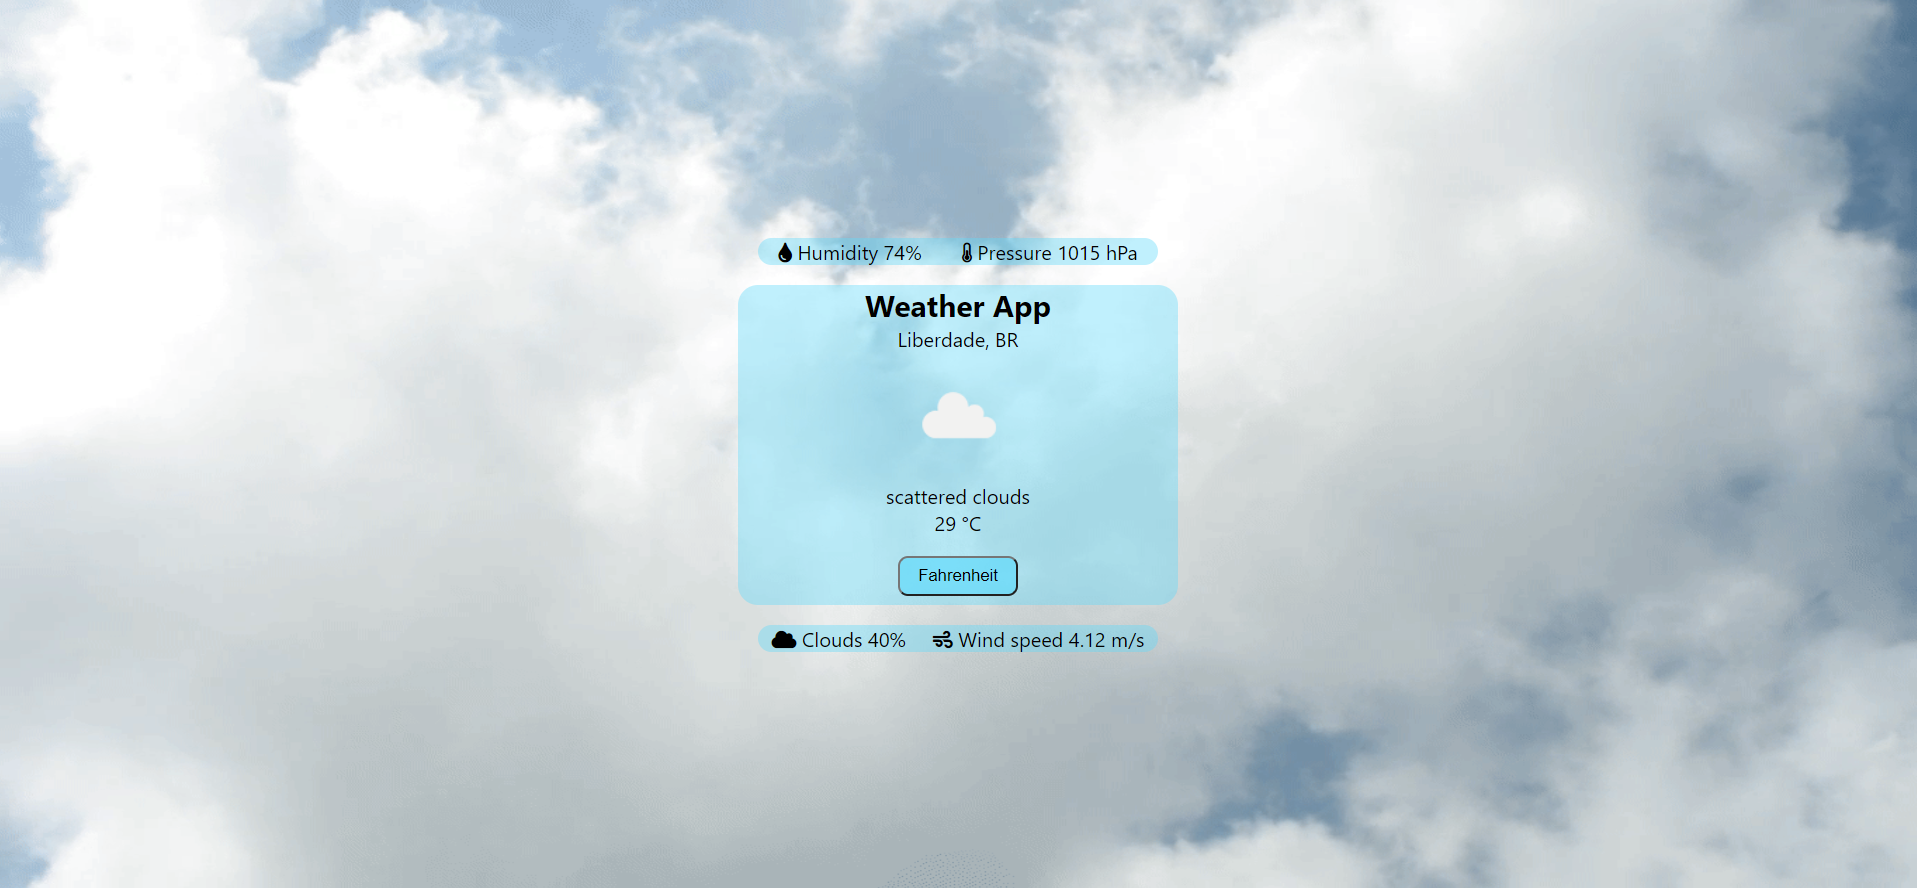 Humidity 74% Pressure 1015 hPa
Weather App
Liberdade, BR
scattered clouds
29 °C
Fahrenheit
Clouds 40% Wind speed 4.12 m/s